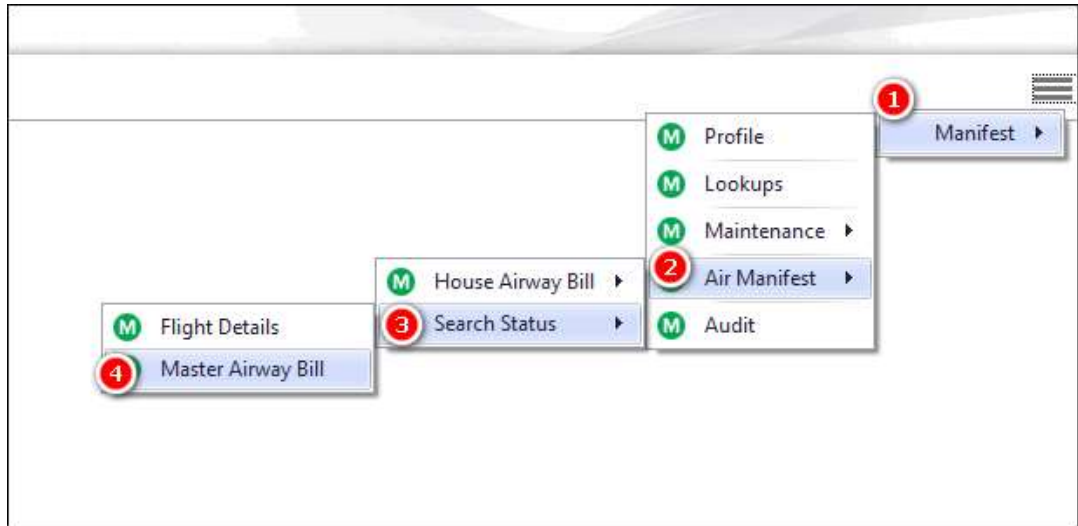 1
Manifest
M Profile
M Lookups
M Maintenance
2 Air Manifest
M Audit
M House Airway Bill
3 Search Status
M Flight Details
4 Master Airway Bill